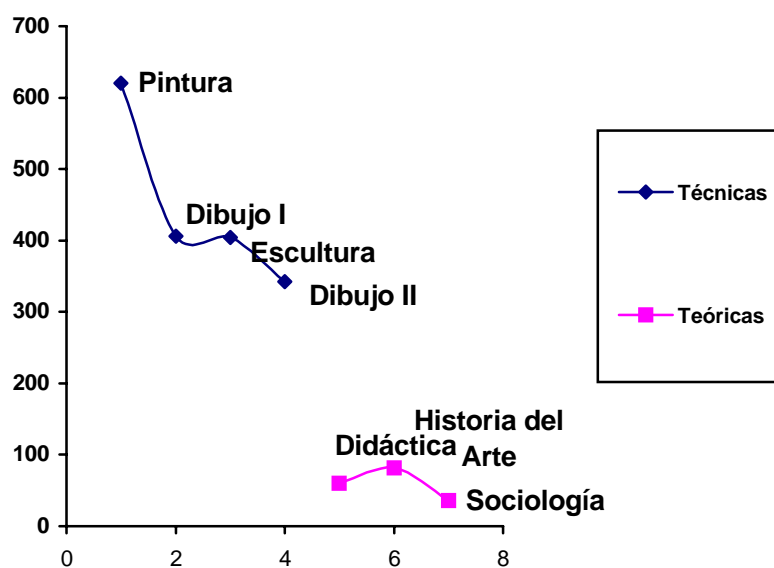 700
600
500
400
300
200
100
0
0 2 4 6 8
Pintura
Dibujo I
Escultura
Dibujo II
Historia del
Didáctica
Arte
Sociología
Técnicas
Teóricas